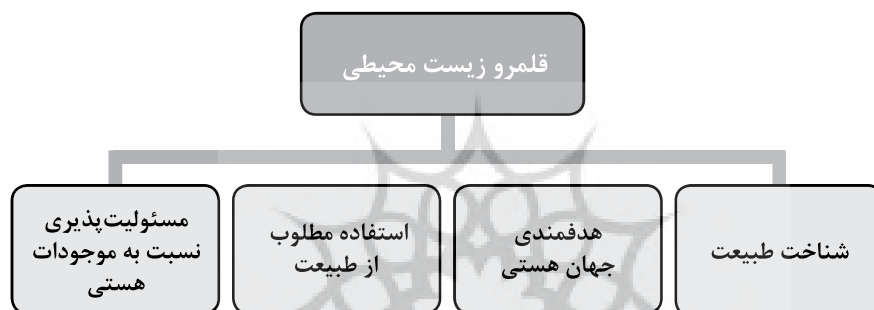 قلمرو زیست محیطی
شناخت طبیعت
هدفمندی
جهان هستی
استفاده مطلوب
از طبیعت
مسئولیت‌پذیری
نسبت به موجودات
هستی